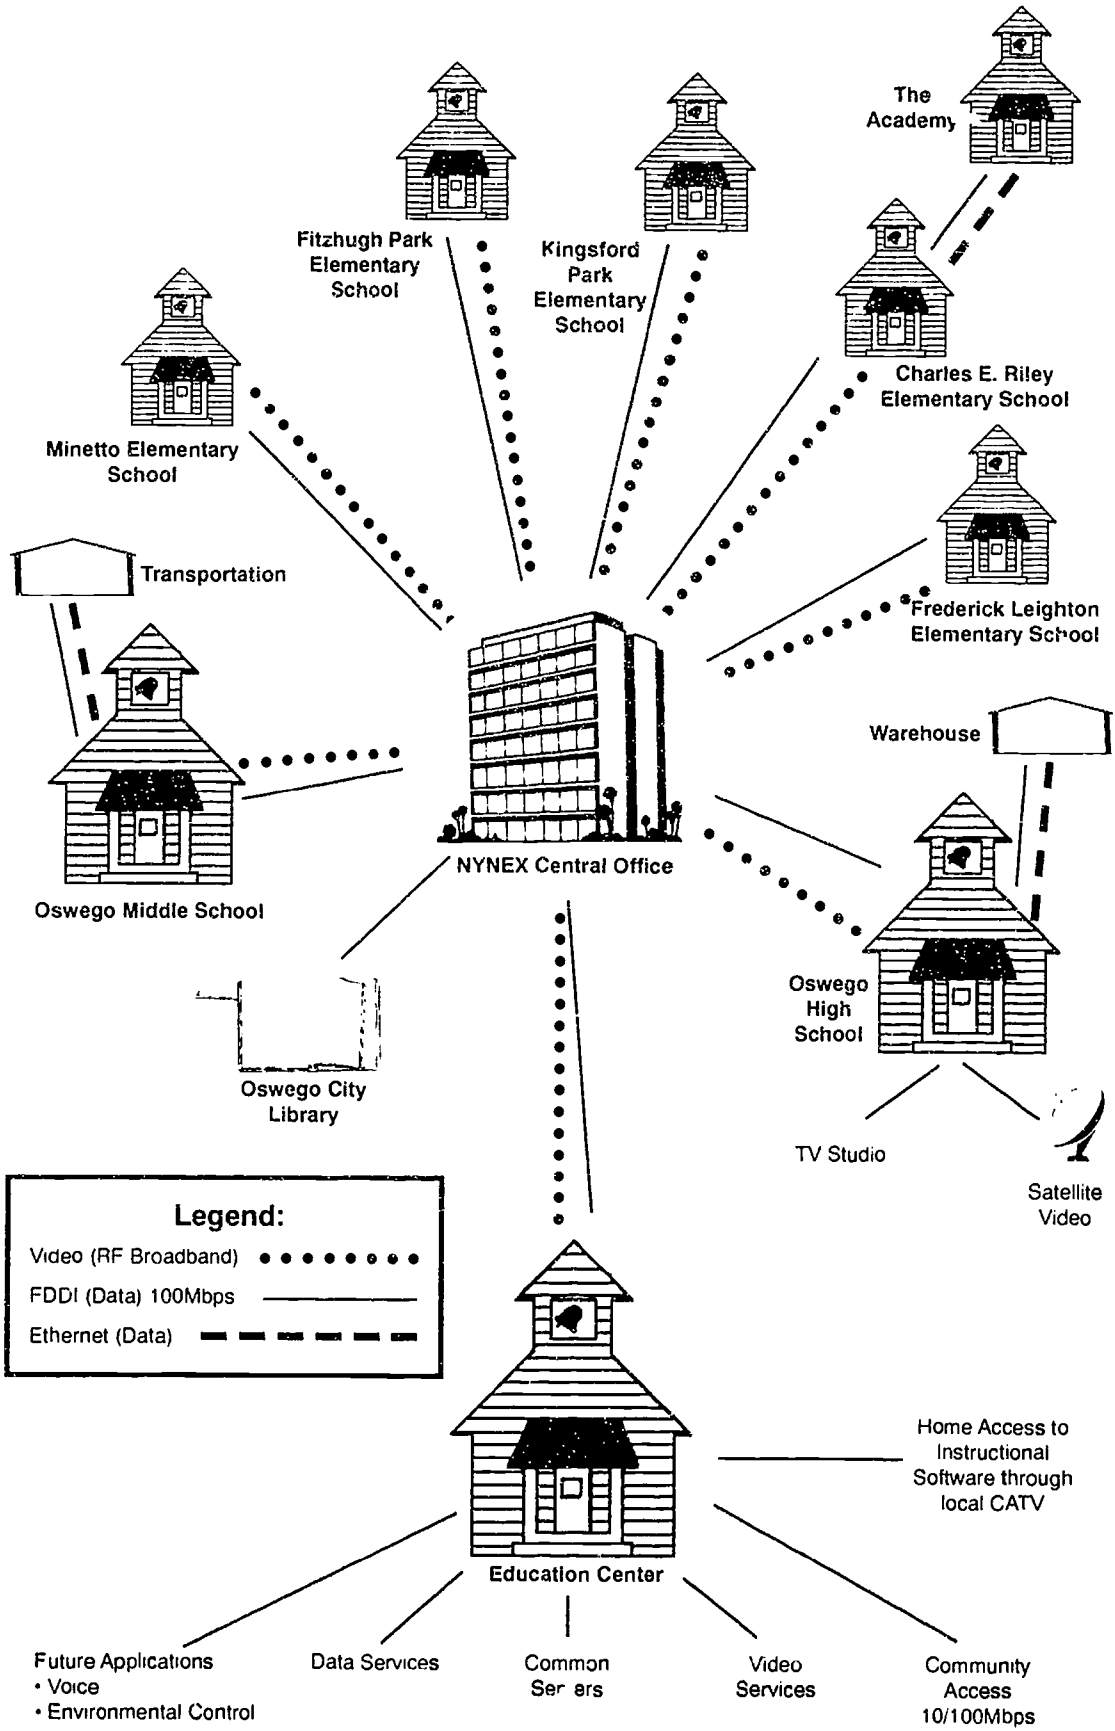 The
Academy
Fitzhugh Park
Elementary
School
Kingsford
Park
Elementary
School
Charles E. Riley
Elementary School
Minetto Elementary
School
Transportation
Frederick Leighton
Elementary School
Warehouse
NYNEX Central Office
Oswego Middle School
Oswego
High
School
Oswego City
Library
TV Studio
Satellite
Video
Legend:
Video (RF Broadband)
FDDI (Data) 100Mbps
Ethernet (Data)
Home Access to
Instructional
Software through
local CATV
Education Center
Future Applications
• Voice
• Environmental Control
Data Services
Common
Servers
Video
Services
Community
Access
10/100Mbps